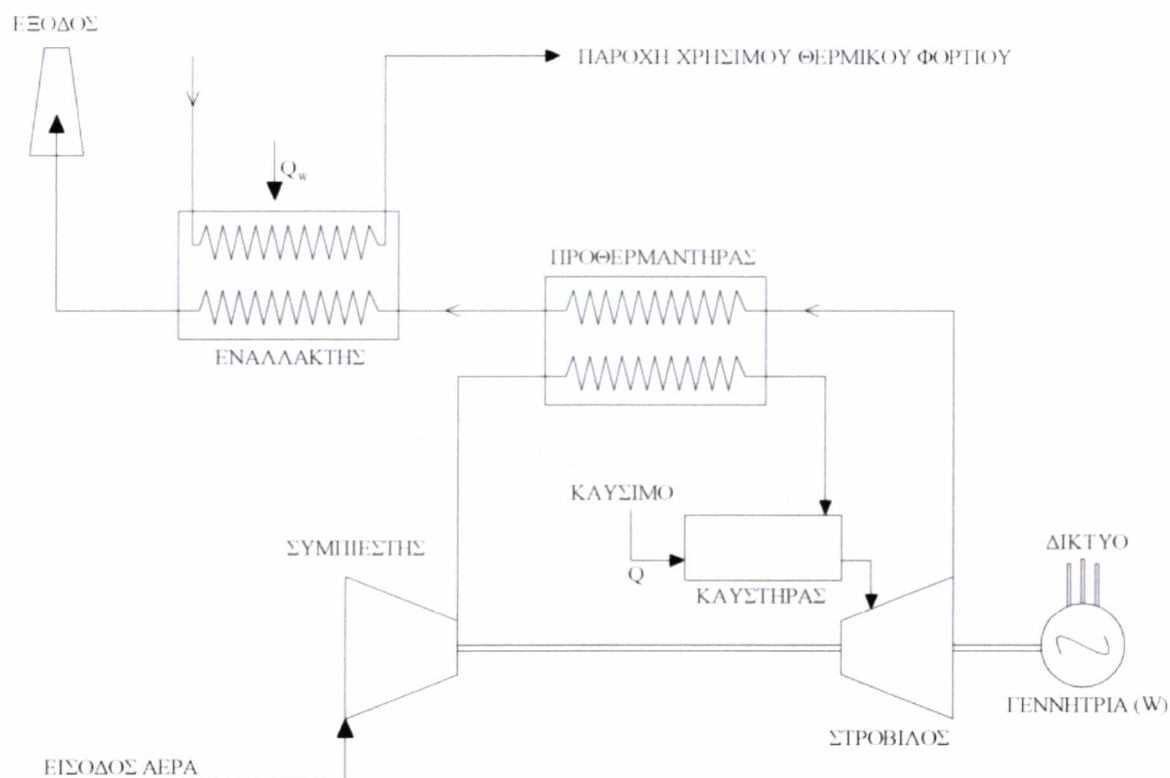 ΕΞΟΔΟΣ
ΠΑΡΟΧΗ ΧΡΗΣΙΜΟΥ ΘΕΡΜΙΚΟΥ ΦΟΡΤΙΟΥ
Qw
ΠΡΟΘΕΡΜΑΝΤΗΡΑΣ
ΕΝΑΛΛΑΚΤΗΣ
ΚΑΥΣΙΜΟ
ΣΥΜΠΙΕΣΤΗΣ
ΔΙΚΤΥΟ
Q
ΚΑΥΣΤΗΡΑΣ
ΓΕΝΝΗΤΡΙΑ (W)
ΣΤΡΟΒΙΛΟΣ
ΕΙΣΟΔΟΣ ΑΕΡΑ